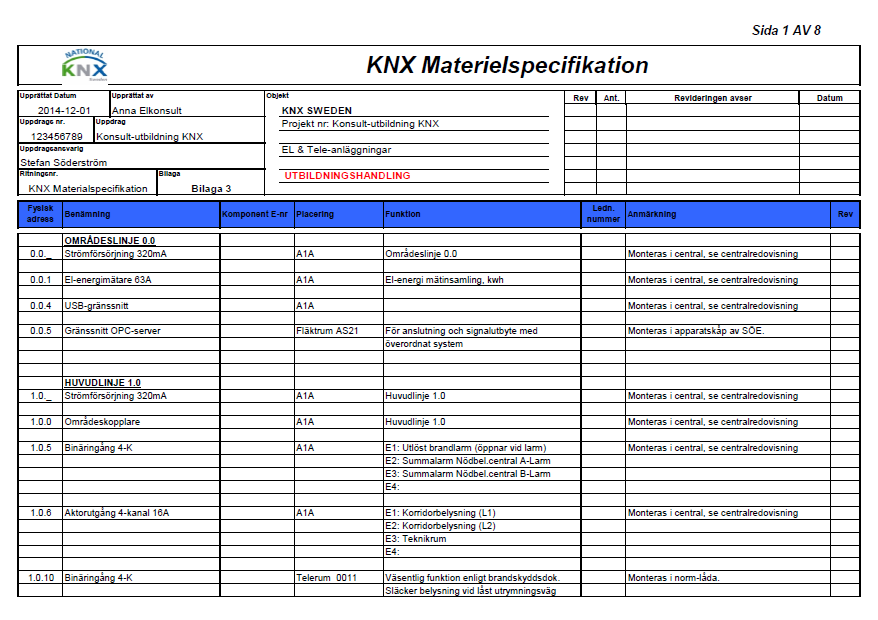 Sida 1 AV 8
NATIONAL
KNX
KNX Materielspecifikation
Upprättat Datum Upprättat av Objekt Rev Ant. Revideringen avser Datum
2014-12-01 Anna Elkonsult KNX SWEDEN
Uppdrags nr. Uppdrag Projekt nr: Konsult-utbildning KNX
123456789 Konsult-utbildning KNX
Uppdragsansvarig EL & Tele-anläggningar
Stefan Söderström
Ritningsnr. Bilaga UTBILDNINGSHANDLING
KNX Materialspecifikation Bilaga 3
Fysisk adress Benämning Komponent E-nr Placering Funktion Ledn. nummer Anmärkning Rev
OMRÅDESLINJE 0.0
0.0._ Strömförsörjning 320mA A1A Områdeslinje 0.0 Monteras i central, se centralredovisning
0.0.1 El-energimätare 63A A1A El-energi mätinsamling, kwh Monteras i central, se centralredovisning
0.0.4 USB-gränssnitt A1A Monteras i central, se centralredovisning
0.0.5 Gränssnitt OPC-server Fläktrum AS21 För anslutning och signalutbyte med Monteras i apparatskåp av SÖE.
överordnat system
HUVUDLINJE 1.0
1.0._ Strömförsörjning 320mA A1A Huvudlinje 1.0 Monteras i central, se centralredovisning
1.0.0 Områdeskopplare A1A Huvudlinje 1.0 Monteras i central, se centralredovisning
1.0.5 Binäringång 4-K A1A E1: Utlöst brandlarm (öppnar vid larm) Monteras i central, se centralredovisning
E2: Summalarm Nödbel.central A-Larm
E3: Summalarm Nödbel.central B-Larm
E4:
1.0.6 Aktorutgång 4-kanal 16A A1A E1: Korridorbelysning (L1) Monteras i central, se centralredovisning
E2: Korridorbelysning (L2)
E3: Teknikrum
E4:
1.0.10 Binäringång 4-K Telerum 0011 Väsentlig funktion enligt brandskyddsdok. Monteras i norm-låda.
Släcker belysning vid låst utrymningsväg